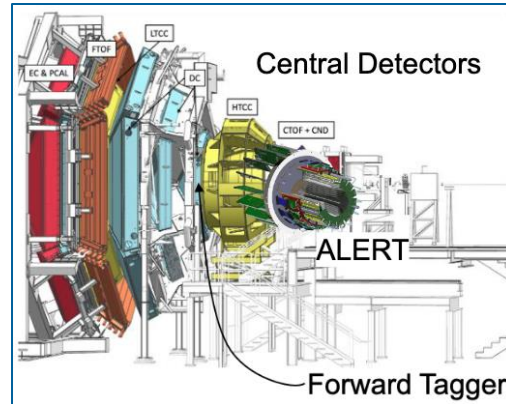 LTCC
FTOF
EC & PCAL
DC
HTCC
Central Detectors
CTOF + CND
ALERT
Forward Tagger